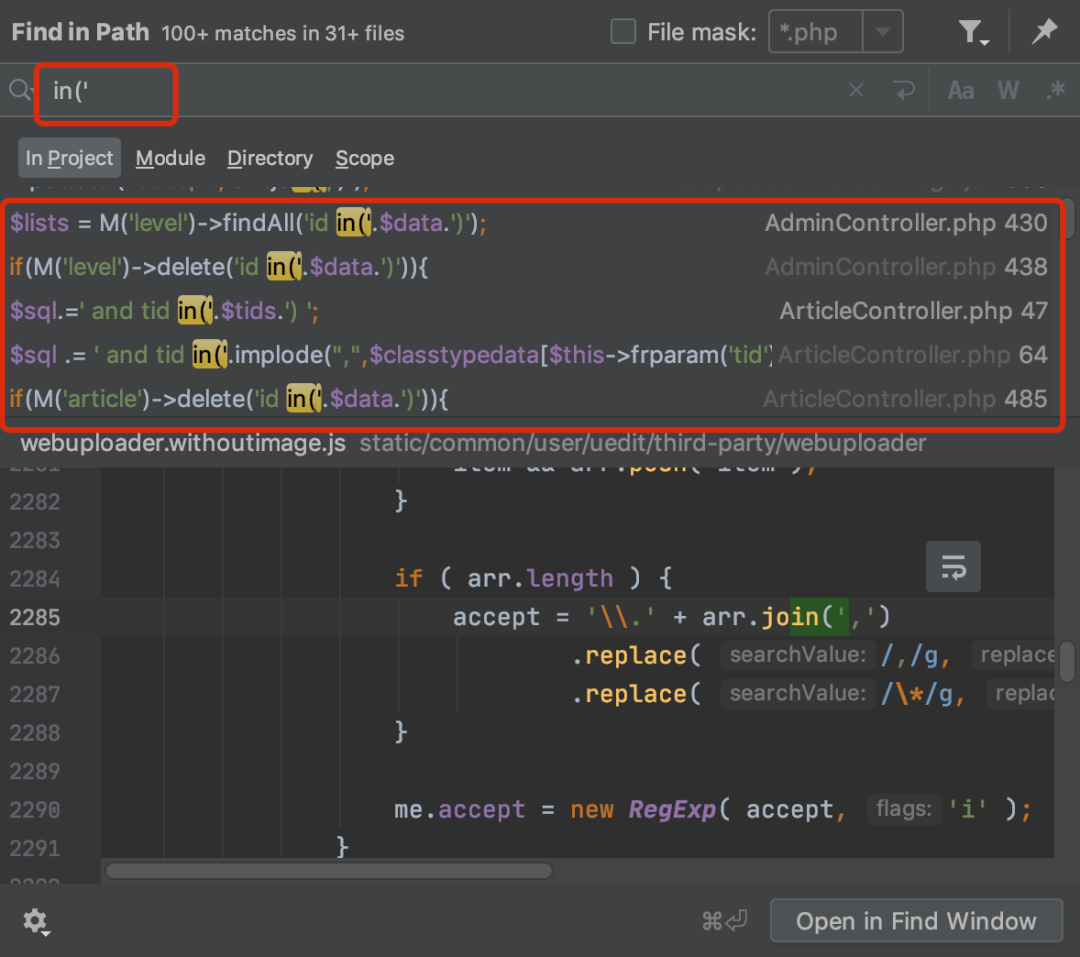 Find in Path 100+ matches in 31+ files File mask: *.php
in('
Aa W .*
In Project Module Directory Scope
$lists = M('level')->findAll('id in('.$data.')'); AdminController.php 430
if(M('level')->delete('id in('.$data.')')){ AdminController.php 438
$sql.=' and tid in('.$tids.') '; ArticleController.php 47
$sql .= ' and tid in('.implode(",",$classtypedata[$this->frparam('tid') ArticleController.php 64
if(M('article')->delete('id in('.$data.')')){ ArticleController.php 485
webuploader.withoutimage.js static/common/user/uedit/third-party/webuploader
2282 }
2283
2284 if ( arr.length ) {
2285 accept = '\\.' + arr.join(',')
2286 .replace( searchValue: /,/g, replace
2287 .replace( searchValue: /\*/g, replac
2288 }
2289
2290 me.accept = new RegExp( accept, flags: 'i' );
2291 }
⌘⏎ Open in Find Window